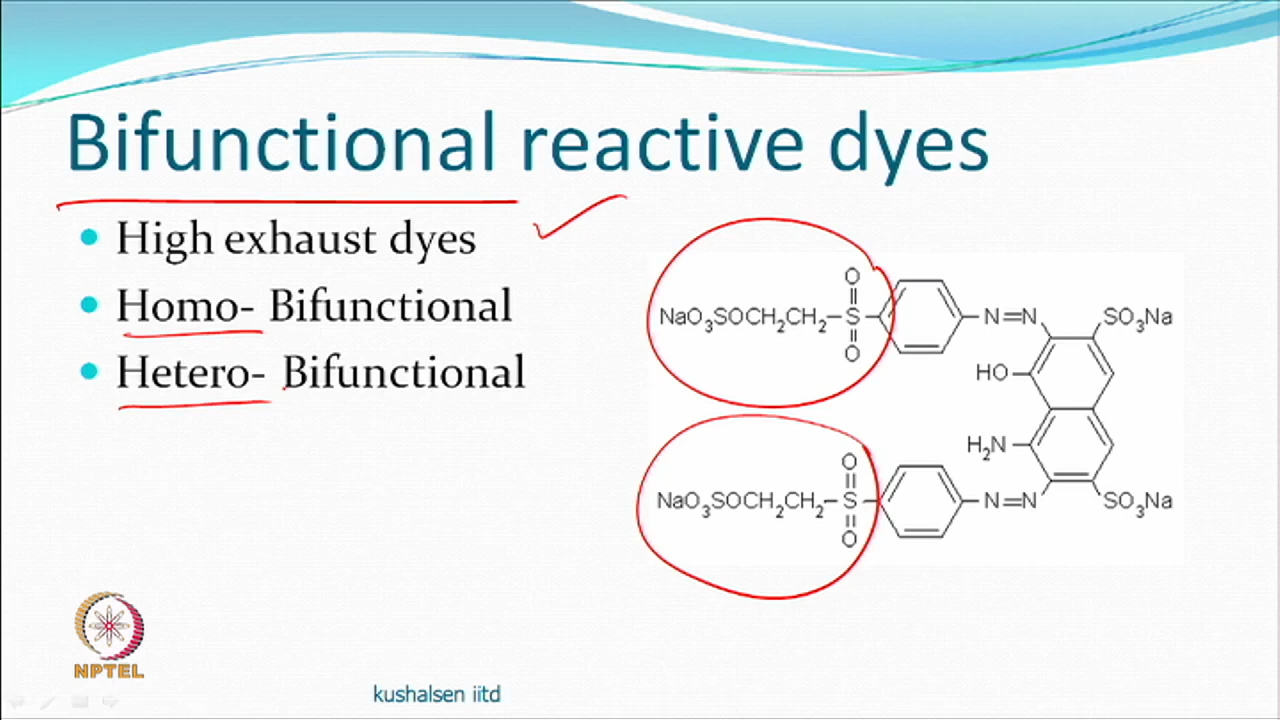 Bifunctional reactive dyes
• High exhaust dyes
• Homo- Bifunctional
• Hetero- Bifunctional
O
NaO₃SOCH₂CH₂-S
N=N
SO₃Na
O
HO
H₂N
O
NaO₃SOCH₂CH₂-S
N=N
SO₃Na
O
NPTEL
kushalsen iitd